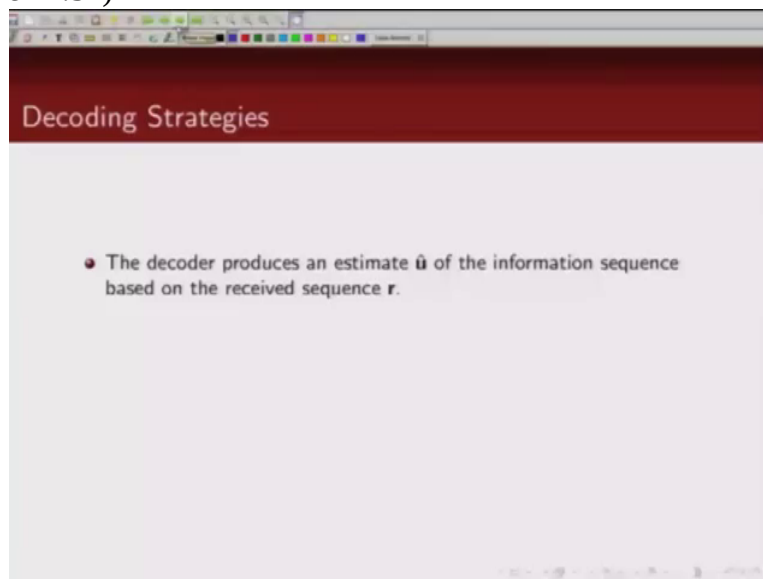 Decoding Strategies
The decoder produces an estimate û of the information sequence
based on the received sequence r.